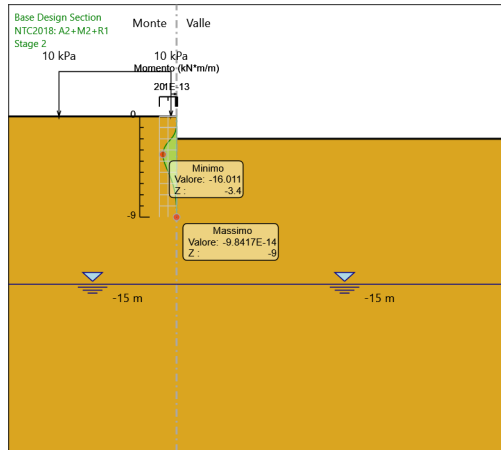 Base Design Section
NTC2018: A2+M2+R1
Stage 2
Monte
Valle
10 kPa
10 kPa
Momento (kN*m/m)
0
-9
Minimo
Valore: -16.011
Z : -3.4
Massimo
Valore: -9.8417E-14
Z : -9
-15 m
-15 m